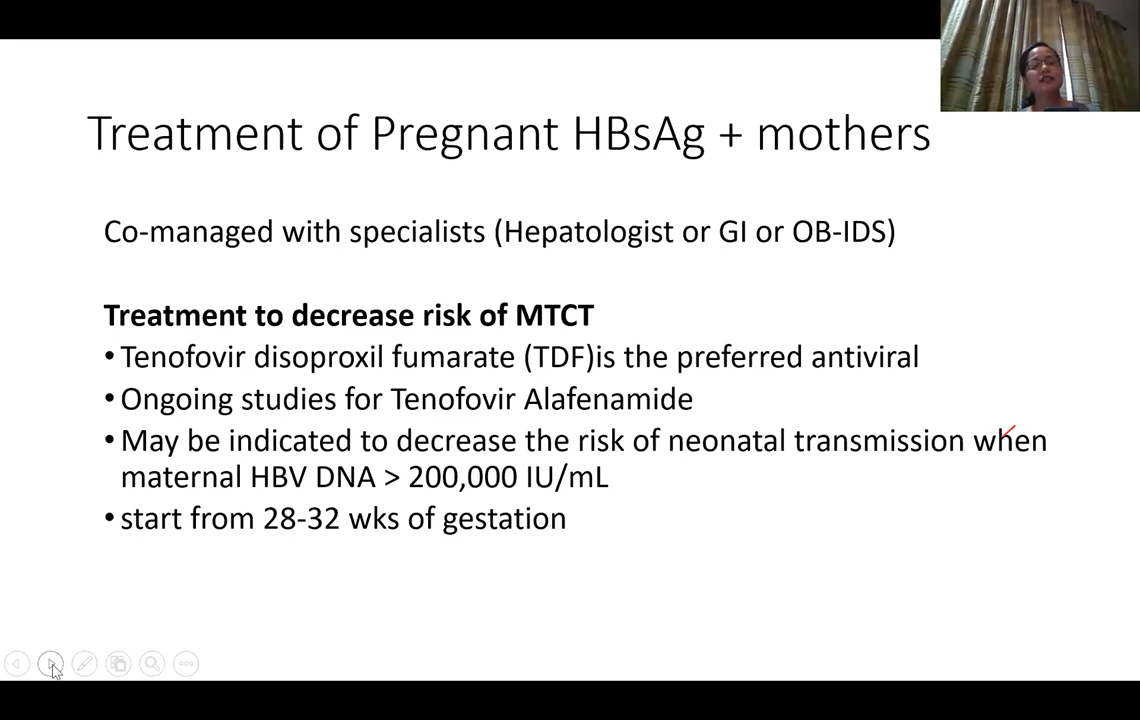 Treatment of Pregnant HBsAg + mothers
Co-managed with specialists (Hepatologist or GI or OB-IDS)
Treatment to decrease risk of MTCT
• Tenofovir disoproxil fumarate (TDF)is the preferred antiviral
• Ongoing studies for Tenofovir Alafenamide
• May be indicated to decrease the risk of neonatal transmission when
maternal HBV DNA > 200,000 IU/mL
• start from 28-32 wks of gestation